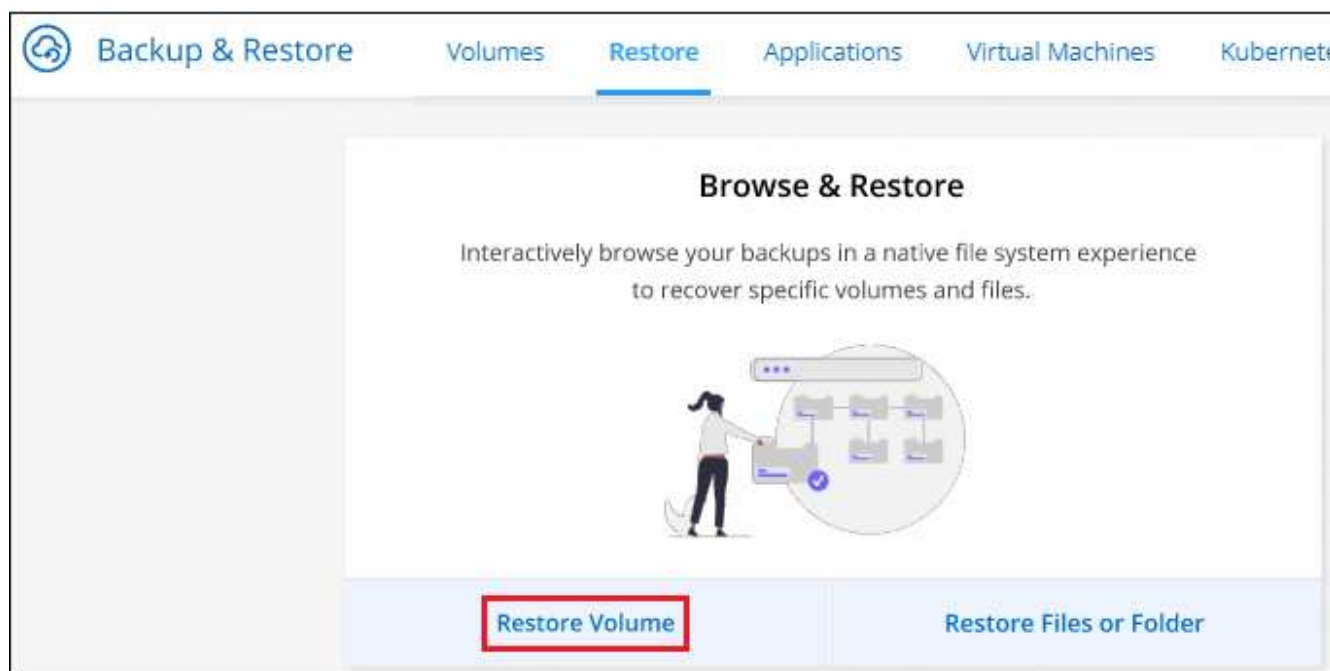 Backup & Restore Volumes Restore Applications Virtual Machines Kubernete
Browse & Restore
Interactively browse your backups in a native file system experience
to recover specific volumes and files.
Restore Volume Restore Files or Folder